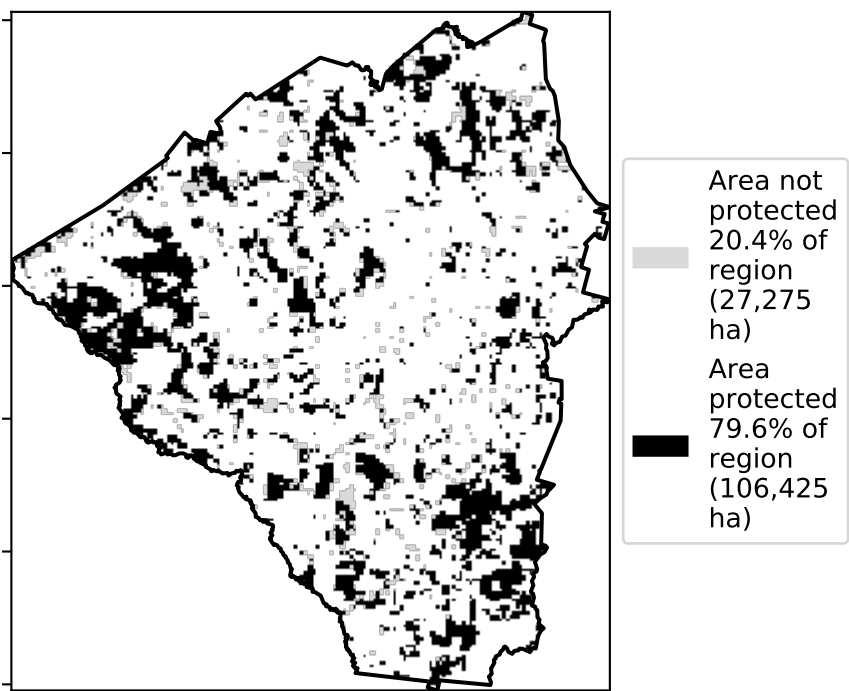 Area not
protected
20.4% of
region
(27,275
ha)
Area
protected
79.6% of
region
(106,425
ha)